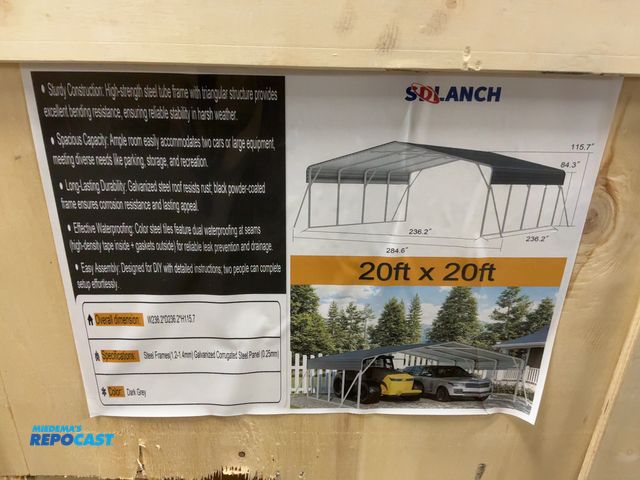 • Sturdy Construction: High-strength steel tube frame with triangular structure provides
excellent bending resistance, ensuring reliable stability in harsh weather.
• Spacious Capacity: Ample room easily accommodates two cars or large equipment,
meeting diverse needs like parking, storage, and recreation.
• Long-Lasting Durability: Galvanized steel roof resists rust; black powder-coated
frame ensures corrosion resistance and lasting appeal.
• Effective Waterproofing: Color steel tiles feature dual waterproofing at seams
(high-density tape inside + gaskets outside) for reliable leak prevention and drainage.
• Easy Assembly: Designed for DIY with detailed instructions; two people can complete
setup effortlessly.
Overall dimension: W236.2*D236.2*H115.7
Specifications: Steel Frames(1.2-1.4mm) Galvanized Corrugated Steel Panel (0.25mm)
Color: Dark Grey
SDLANCH
115.7"
84.3"
236.2"
236.2"
284.6"
20ft x 20ft
MIEDEMA'S
REPOCAST